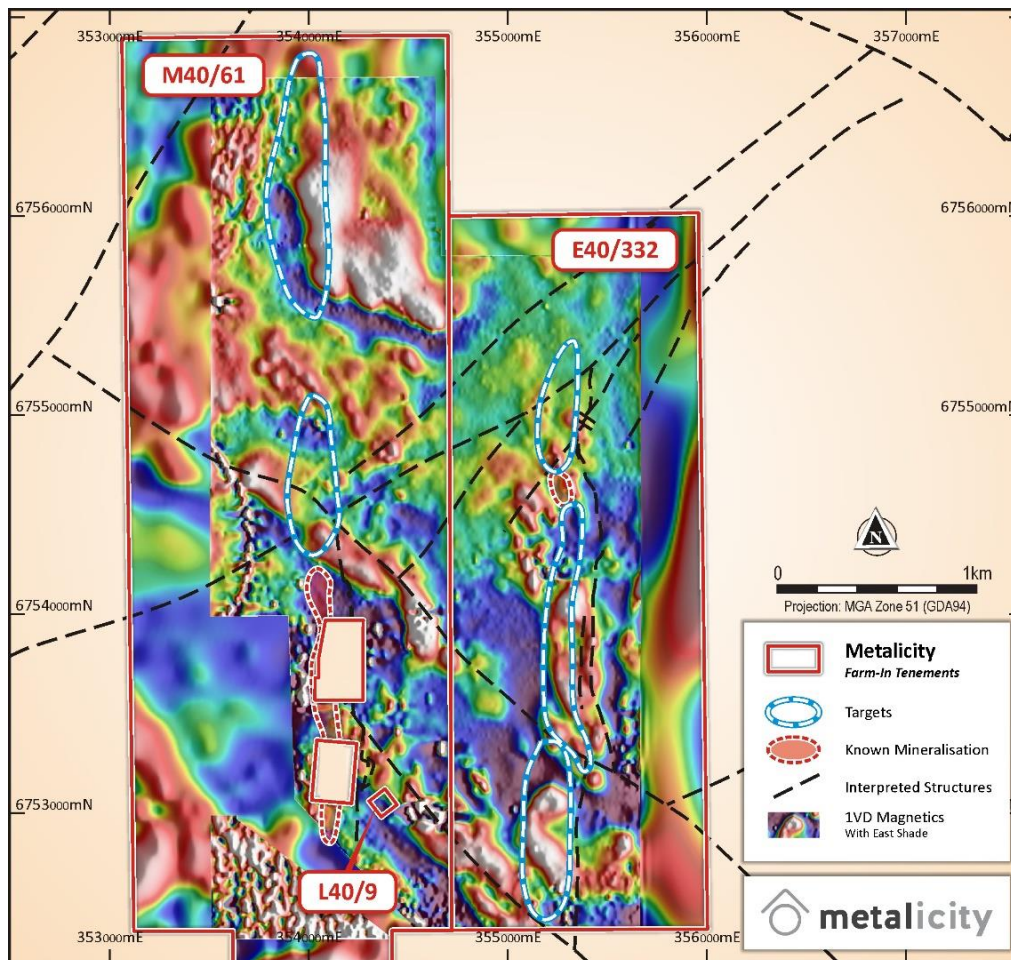 353000mE 354000mE 355000mE 356000mE 357000mE
M40/61
6756000mN 6756000mN
E40/332
6755000mN 6755000mN
N
0 1km
Projection: MGA Zone 51 (GDA94)
6754000mN
Metalicity
Farm-In Tenements
Targets
Known Mineralisation
Interpreted Structures
1VD Magnetics
With East Shade
6753000mN
L40/9
metalicity
353000mE 354000mE 355000mE 356000mE